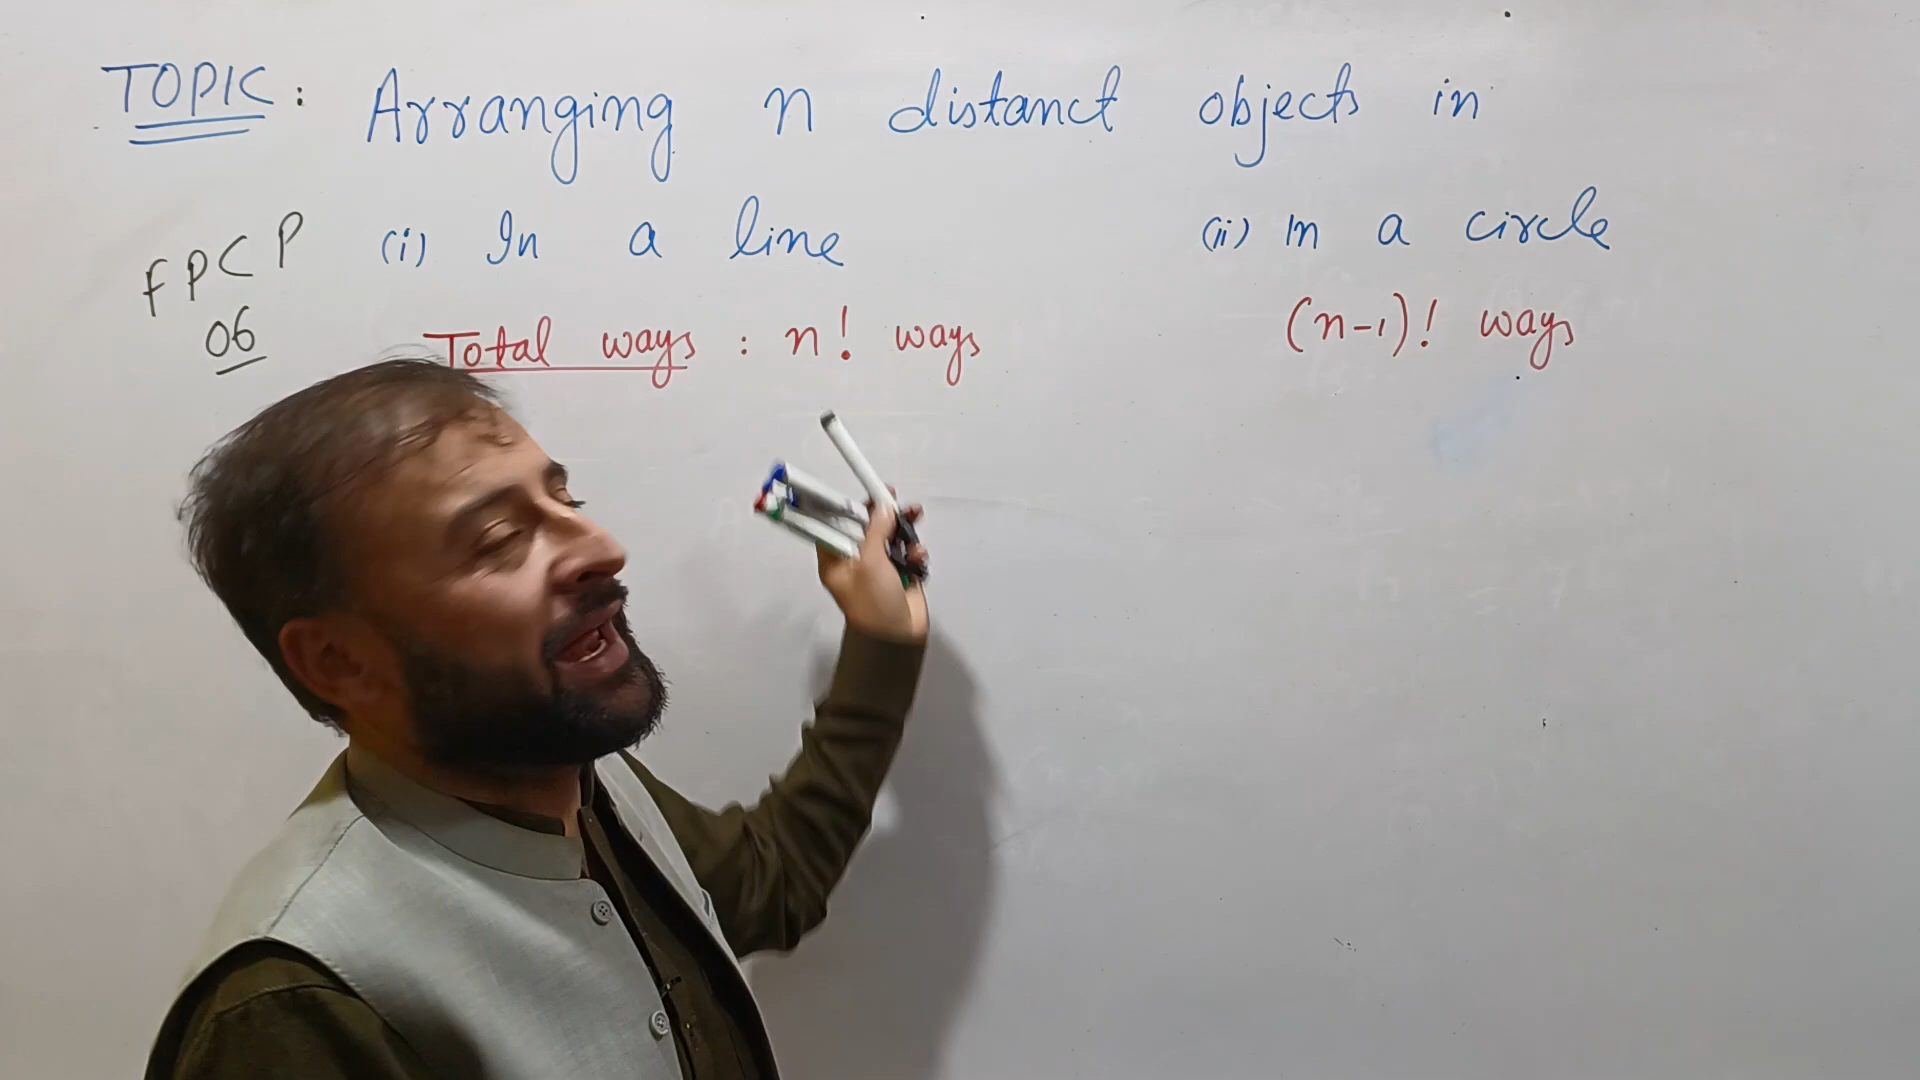 TOPIC: Arranging n distanct objects in
(i) In a line
(ii) In a circle
FPCP
06
Total ways : n! ways
(n-1)! ways